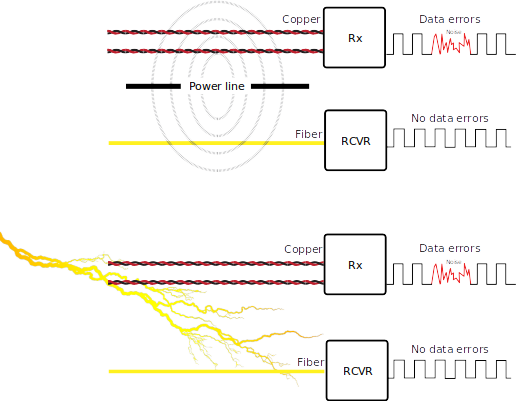 Copper
Rx
Data errors
Noise
Power line
Fiber
RCVR
No data errors
Copper
Rx
Data errors
Noise
Fiber
RCVR
No data errors